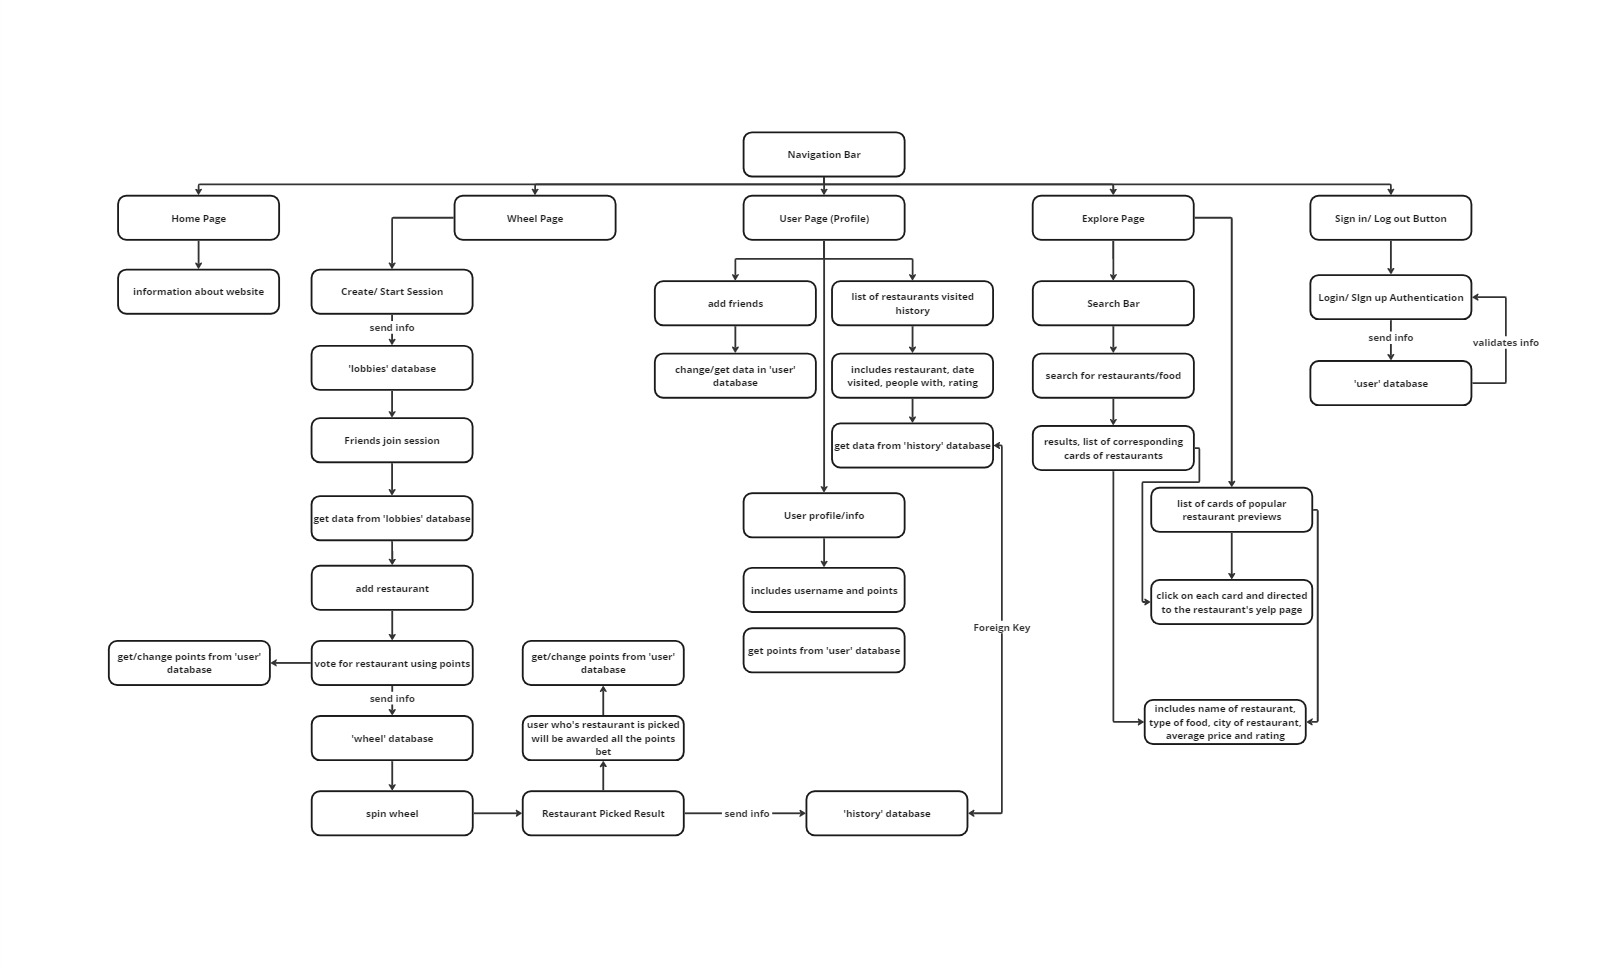 Navigation Bar
Home Page
Wheel Page
User Page (Profile)
Explore Page
Sign in/ Log out Button
information about website
Create/ Start Session
send info
'lobbies' database
Friends join session
get data from 'lobbies' database
add restaurant
vote for restaurant using points
get/change points from 'user'
database
send info
'wheel' database
spin wheel
Restaurant Picked Result
user who's restaurant is picked
will be awarded all the points
bet
get/change points from 'user'
database
send info
'history' database
Foreign Key
add friends
change/get data in 'user'
database
list of restaurants visited
history
includes restaurant, date
visited, people with, rating
get data from 'history' database
User profile/info
includes username and points
get points from 'user' database
Search Bar
search for restaurants/food
results, list of corresponding
cards of restaurants
list of cards of popular
restaurant previews
click on each card and directed
to the restaurant's yelp page
includes name of restaurant,
type of food, city of restaurant,
average price and rating
Login/ SIgn up Authentication
send info
validates info
'user' database